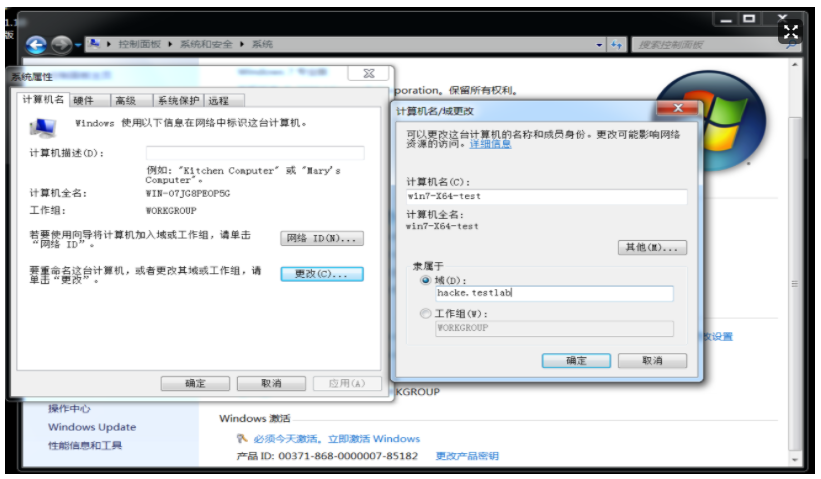 1.1
版
控制面板 ▸ 系统和安全 ▸ 系统
搜索控制面板
系统属性
计算机名
硬件
高级
系统保护
远程
Windows 使用以下信息在网络中标识这台计算机。
计算机描述(D):
例如: "Kitchen Computer" 或 "Mary's
Computer"。
计算机全名:
WIN-07JG8PEOP5G
工作组:
WORKGROUP
若要使用向导将计算机加入域或工作组，请单击
“网络 ID”。
网络 ID(N)...
要重命名这台计算机，或者更改其域或工作组，请
单击“更改”。
更改(C)...
确定
取消
应用(A)
poration。保留所有权利。
计算机名/域更改
可以更改这台计算机的名称和成员身份。更改可能影响网络
资源的访问。详细信息
计算机名(C):
win7-X64-test
计算机全名:
win7-X64-test
其他(M)...
隶属于
域(D):
hacke.testlab
工作组(W):
WORKGROUP
确定
取消
改设置
KGROUP
操作中心
Windows Update
性能信息和工具
Windows 激活
必须今天激活。立即激活 Windows
产品 ID: 00371-868-0000007-85182
更改产品密钥